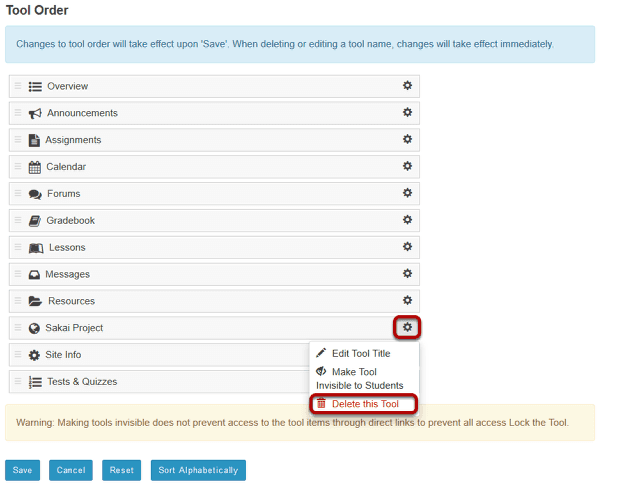 Tool Order
Changes to tool order will take effect upon 'Save'. When deleting or editing a tool name, changes will take effect immediately.
Overview
Announcements
Assignments
Calendar
Forums
Gradebook
Lessons
Messages
Resources
Sakai Project
Site Info
Tests & Quizzes
Edit Tool Title
Make Tool
Invisible to Students
Delete this Tool
Warning: Making tools invisible does not prevent access to the tool items through direct links to prevent all access Lock the Tool.
Save
Cancel
Reset
Sort Alphabetically